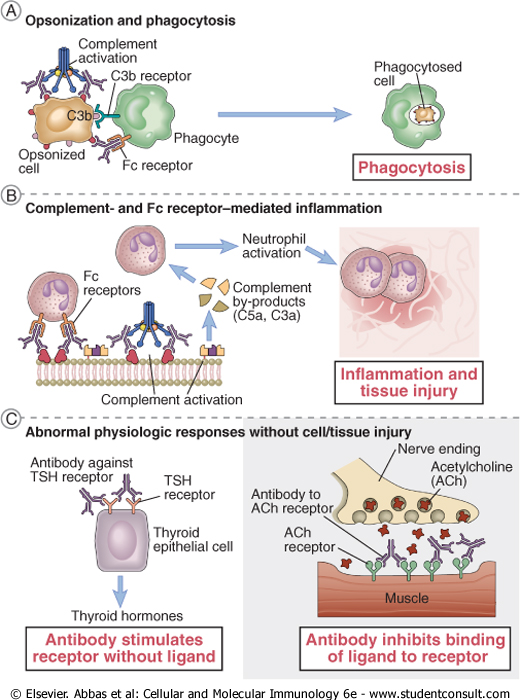 A
Opsonization and phagocytosis
Complement
activation
C3b receptor
C3b
Phagocyte
Opsonized
cell
Fc receptor
Phagocytosed
cell
Phagocytosis
B
Complement- and Fc receptor–mediated inflammation
Neutrophil
activation
Fc
receptors
Complement
by-products
(C5a, C3a)
Complement activation
Inflammation and
tissue injury
C
Abnormal physiologic responses without cell/tissue injury
Antibody against
TSH receptor
TSH
receptor
Thyroid
epithelial cell
Thyroid hormones
Antibody stimulates
receptor without ligand
Nerve ending
Acetylcholine
(ACh)
Antibody to
ACh receptor
ACh
receptor
Muscle
Antibody inhibits binding
of ligand to receptor
© Elsevier. Abbas et al: Cellular and Molecular Immunology 6e - www.studentconsult.com